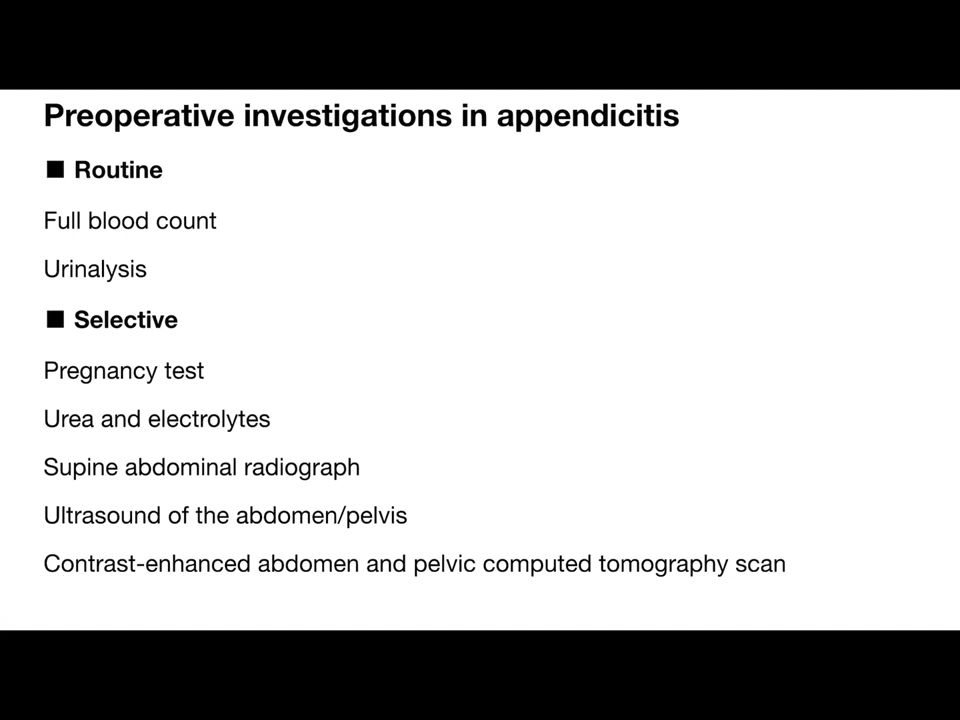 Preoperative investigations in appendicitis
■ Routine
Full blood count
Urinalysis
■ Selective
Pregnancy test
Urea and electrolytes
Supine abdominal radiograph
Ultrasound of the abdomen/pelvis
Contrast-enhanced abdomen and pelvic computed tomography scan